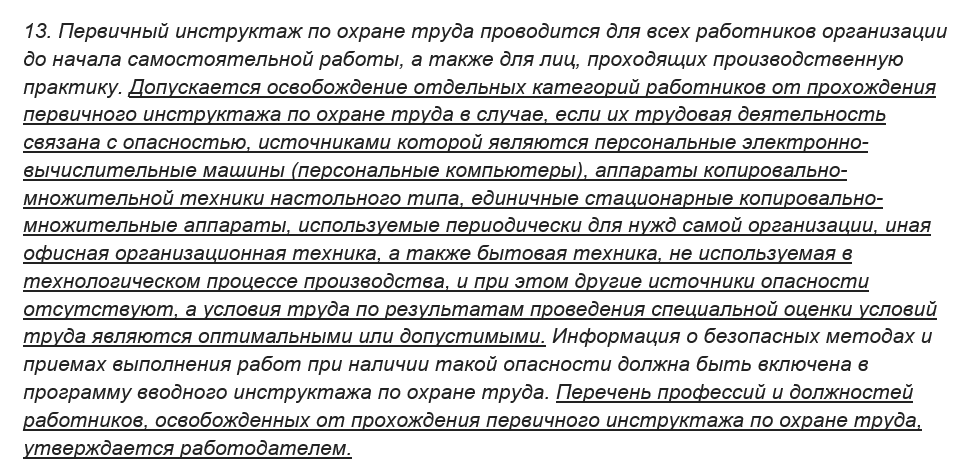 13. Первичный инструктаж по охране труда проводится для всех работников организации
до начала самостоятельной работы, а также для лиц, проходящих производственную
практику. Допускается освобождение отдельных категорий работников от прохождения
первичного инструктажа по охране труда в случае, если их трудовая деятельность
связана с опасностью, источниками которой являются персональные электронно-
вычислительные машины (персональные компьютеры), аппараты копировально-
множительной техники настольного типа, единичные стационарные копировально-
множительные аппараты, используемые периодически для нужд самой организации, иная
офисная организационная техника, а также бытовая техника, не используемая в
технологическом процессе производства, и при этом другие источники опасности
отсутствуют, а условия труда по результатам проведения специальной оценки условий
труда являются оптимальными или допустимыми. Информация о безопасных методах и
приемах выполнения работ при наличии такой опасности должна быть включена в
программу вводного инструктажа по охране труда. Перечень профессий и должностей
работников, освобожденных от прохождения первичного инструктажа по охране труда,
утверждается работодателем.